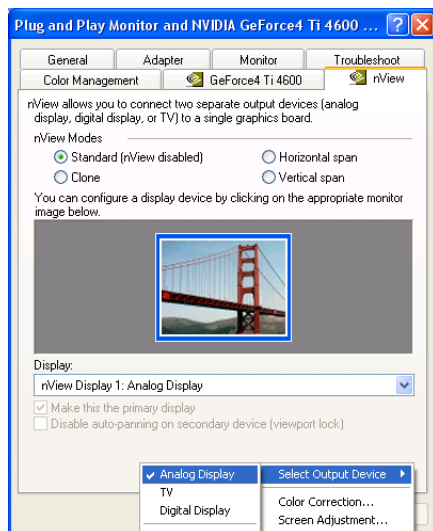 Plug and Play Monitor and NVIDIA GeForce4 Ti 4600 ...
General Adapter Monitor Troubleshoot
Color Management GeForce4 Ti 4600 nView
nView allows you to connect two separate output devices (analog
display, digital display, or TV) to a single graphics board.
nView Modes
Standard (nView disabled) Horizontal span
Clone Vertical span
You can configure a display device by clicking on the appropriate monitor
image below.
Display:
nView Display 1: Analog Display
Make this the primary display
Disable auto-panning on secondary device (viewport lock)
Analog Display Select Output Device
TV
Digital Display
Color Correction...
Screen Adjustment...